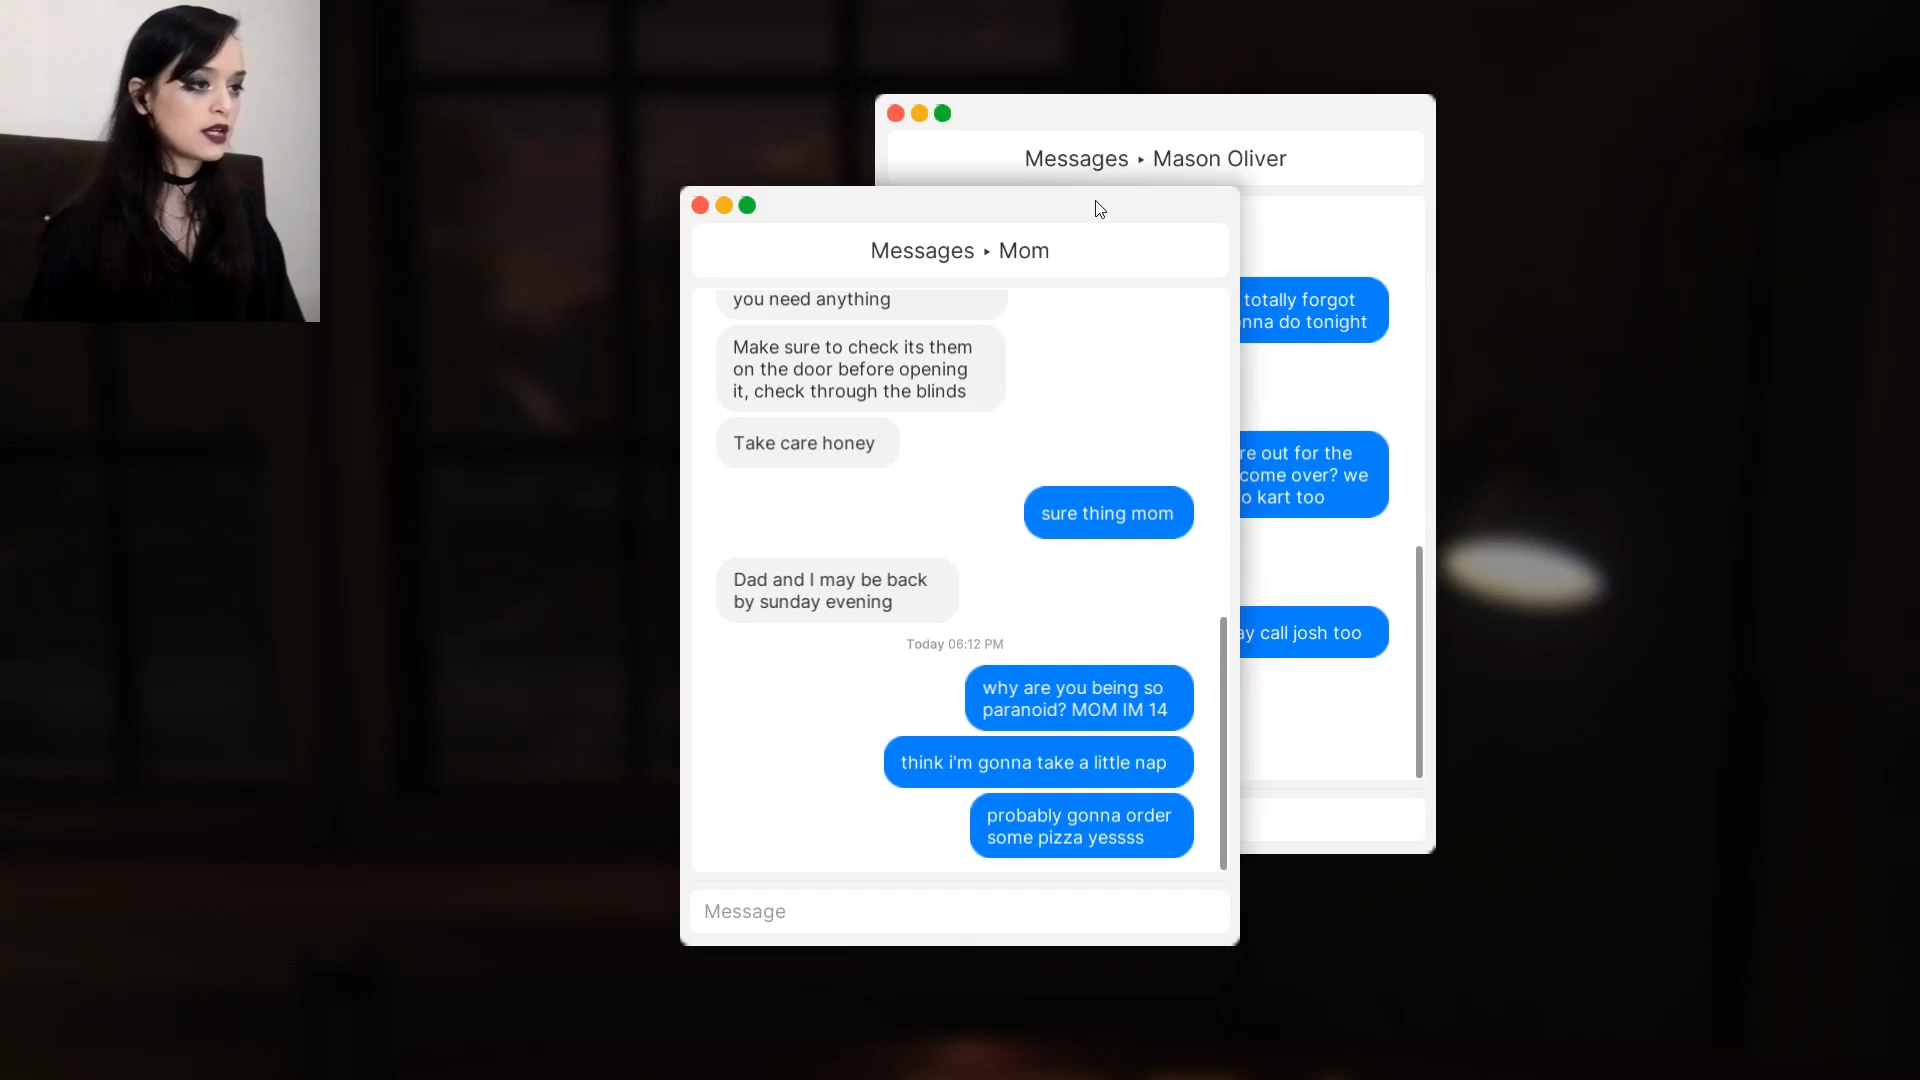 Messages ‣ Mason Oliver
totally forgot
do tonight
out for the
come over? we
kart too
call josh too
Messages ‣ Mom
you need anything
Make sure to check its them
on the door before opening
it, check through the blinds
Take care honey
sure thing mom
Dad and I may be back
by sunday evening
Today 06:12 PM
why are you being so
paranoid? MOM IM 14
think i'm gonna take a little nap
probably gonna order
some pizza yessss
Message